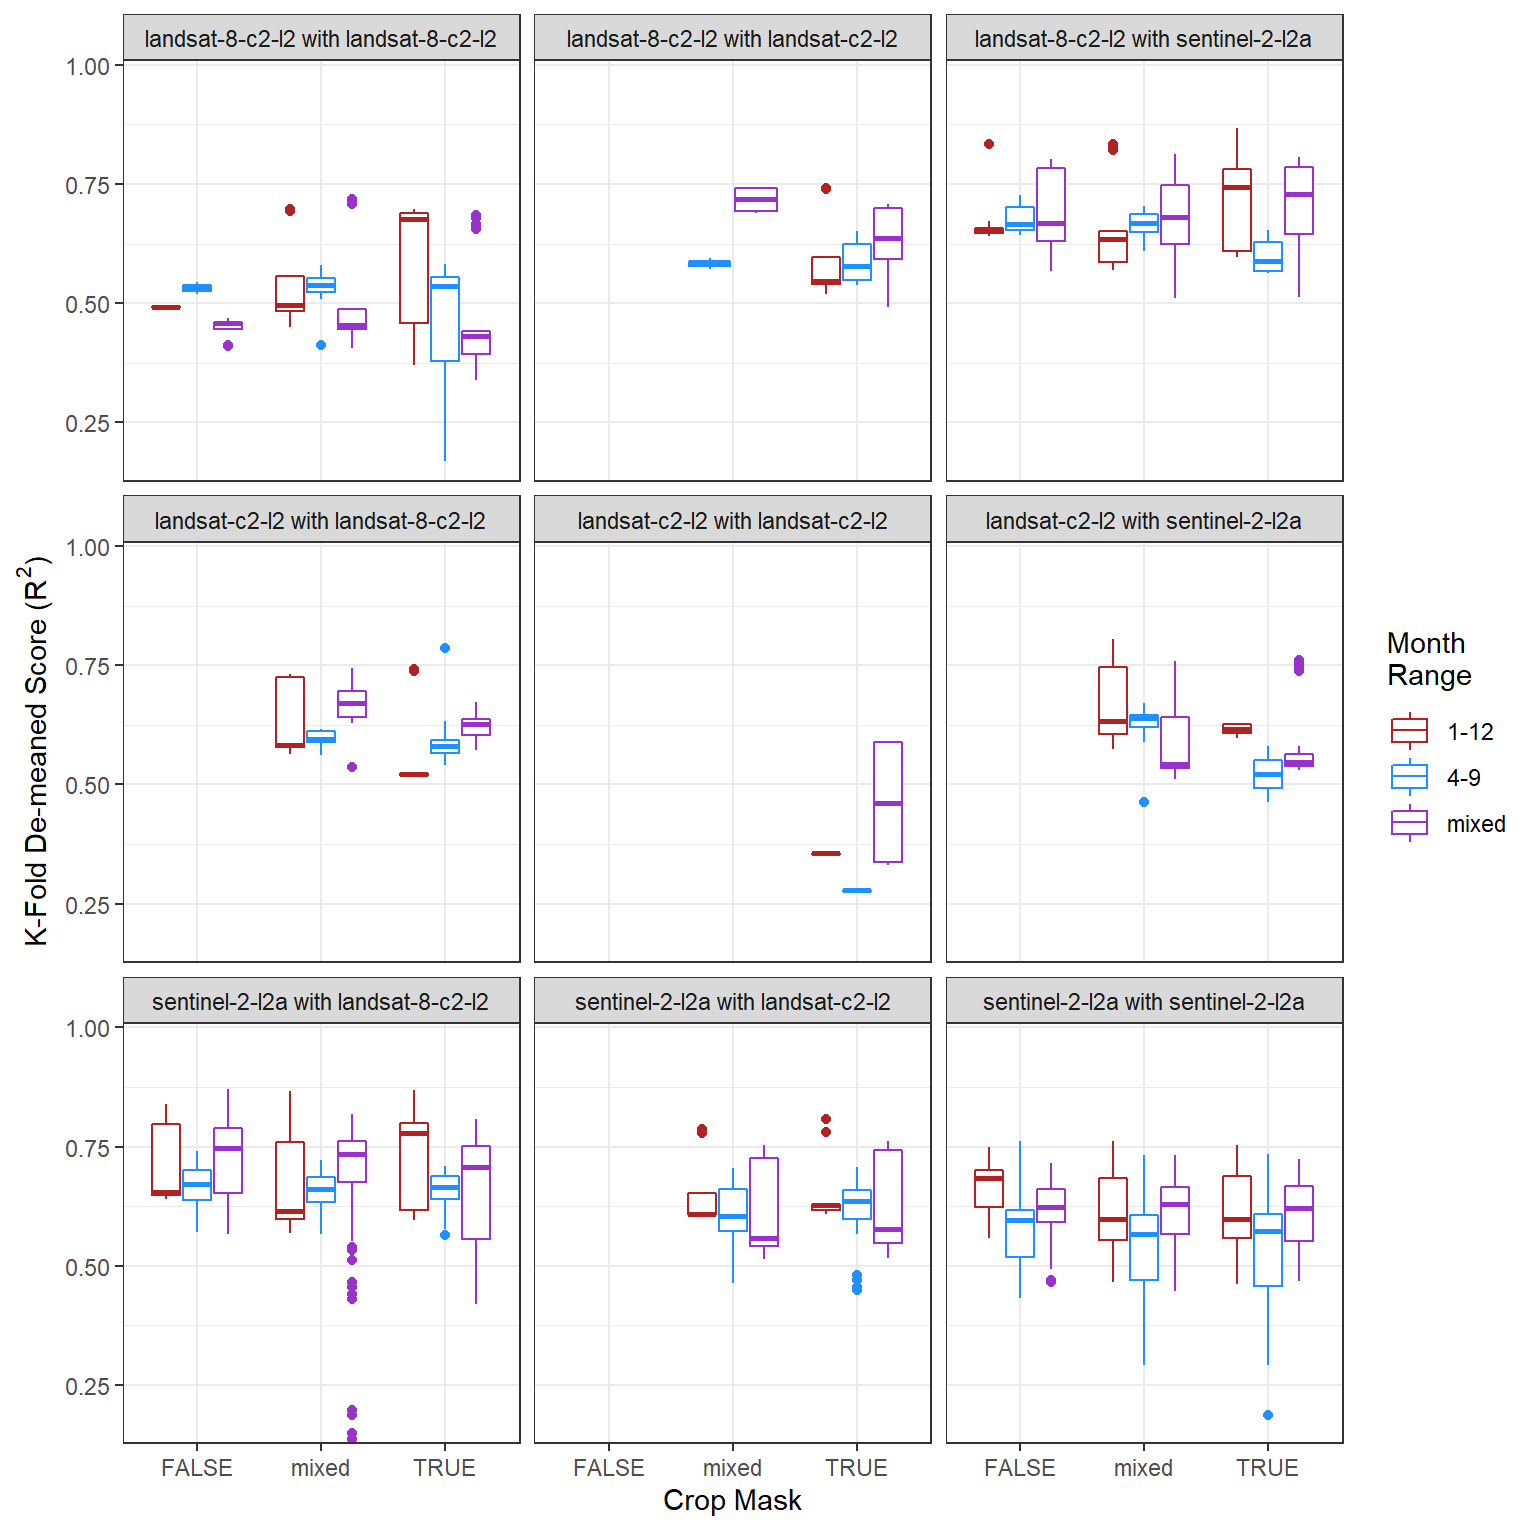 landsat-8-c2-l2 with landsat-8-c2-l2
landsat-8-c2-l2 with landsat-c2-l2
landsat-8-c2-l2 with sentinel-2-l2a
1.00
0.75
0.50
0.25
landsat-c2-l2 with landsat-8-c2-l2
landsat-c2-l2 with landsat-c2-l2
landsat-c2-l2 with sentinel-2-l2a
1.00
0.75
0.50
0.25
sentinel-2-l2a with landsat-8-c2-l2
sentinel-2-l2a with landsat-c2-l2
sentinel-2-l2a with sentinel-2-l2a
1.00
0.75
0.50
0.25
K-Fold De-meaned Score (R²)
FALSE
mixed
TRUE
FALSE
mixed
TRUE
FALSE
mixed
TRUE
Crop Mask
Month
Range
1-12
4-9
mixed